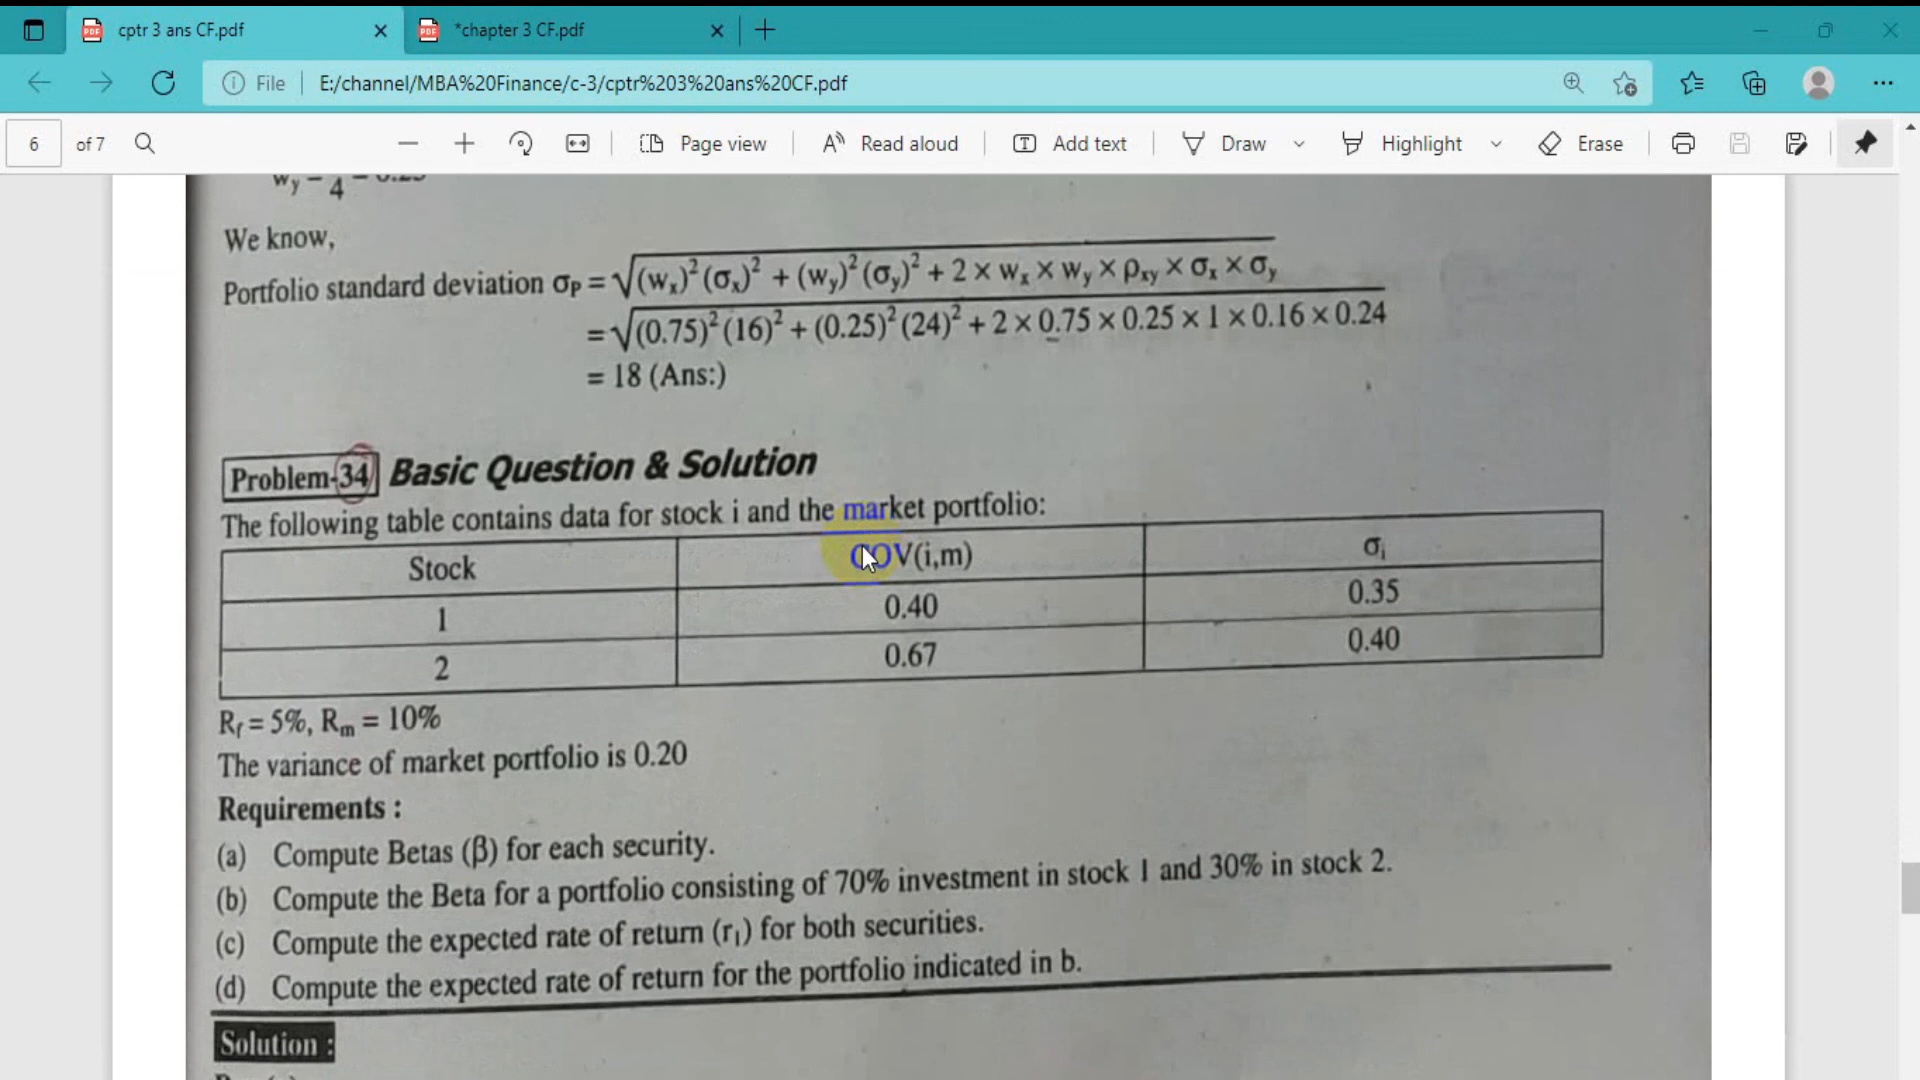 cptr 3 ans CF.pdf
*chapter 3 CF.pdf
File
E:/channel/MBA%20Finance/c-3/cptr%203%20ans%20CF.pdf
6 of 7
Page view
Read aloud
Add text
Draw
Highlight
Erase
We know,
Portfolio standard deviation σP = √(wx)² (σx)² + (wy)² (σy)² + 2 × wx × wy × ρxy × σx × σy
= √(0.75)² (16)² + (0.25)² (24)² + 2 × 0.75 × 0.25 × 1 × 0.16 × 0.24
= 18 (Ans:)
Problem-34 Basic Question & Solution
The following table contains data for stock i and the market portfolio:
Stock COV(i,m) σi
1 0.40 0.35
2 0.67 0.40
Rf = 5%, Rm = 10%
The variance of market portfolio is 0.20
Requirements :
(a) Compute Betas (β) for each security.
(b) Compute the Beta for a portfolio consisting of 70% investment in stock 1 and 30% in stock 2.
(c) Compute the expected rate of return (r1) for both securities.
(d) Compute the expected rate of return for the portfolio indicated in b.
Solution :